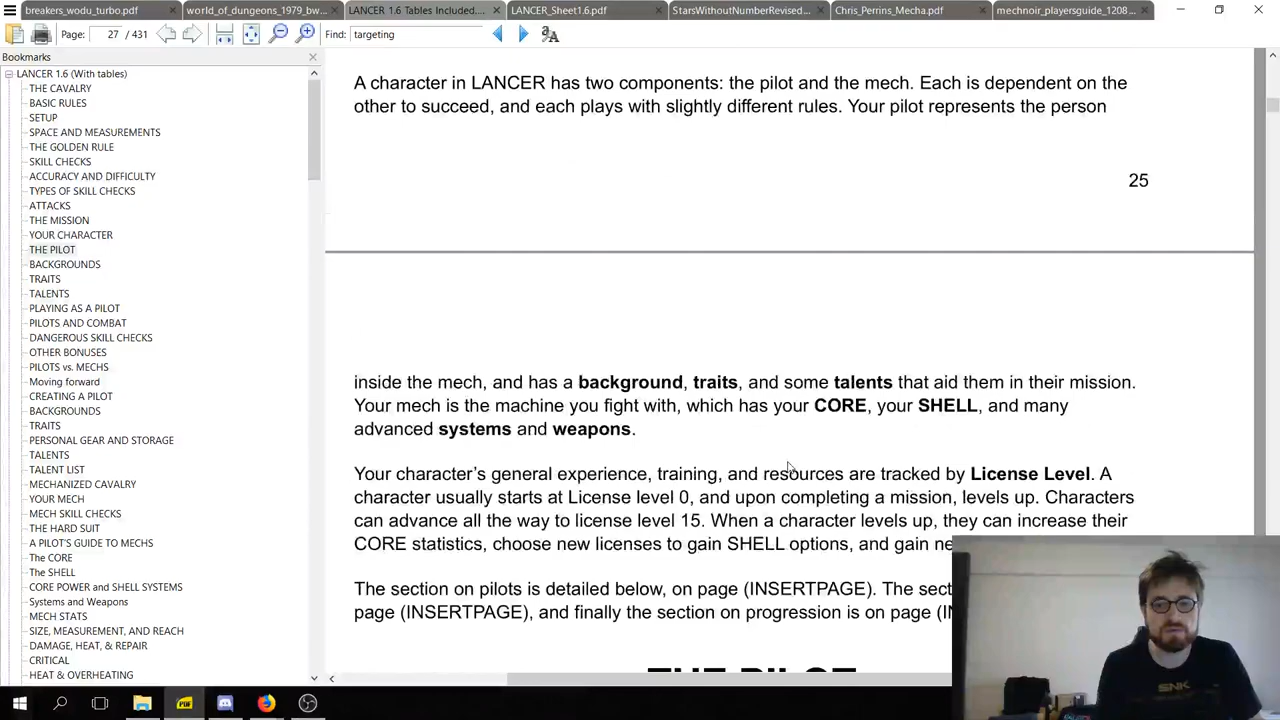 breakers_wodu_turbo.pdf
world_of_dungeons_1979_bw...
LANCER 1.6 Tables Included....
LANCER_Sheet1.6.pdf
StarsWithoutNumberRevised...
Chris_Perrins_Mecha.pdf
mechnoir_playersguide_1208...
Page:
27 / 431
Find:
targeting
Bookmarks
LANCER 1.6 (With tables)
THE CAVALRY
BASIC RULES
SETUP
SPACE AND MEASUREMENTS
THE GOLDEN RULE
SKILL CHECKS
ACCURACY AND DIFFICULTY
TYPES OF SKILL CHECKS
ATTACKS
THE MISSION
YOUR CHARACTER
THE PILOT
BACKGROUNDS
TRAITS
TALENTS
PLAYING AS A PILOT
PILOTS AND COMBAT
DANGEROUS SKILL CHECKS
OTHER BONUSES
PILOTS vs. MECHS
Moving forward
CREATING A PILOT
BACKGROUNDS
TRAITS
PERSONAL GEAR AND STORAGE
TALENTS
TALENT LIST
MECHANIZED CAVALRY
YOUR MECH
MECH SKILL CHECKS
THE HARD SUIT
A PILOT'S GUIDE TO MECHS
The CORE
The SHELL
CORE POWER and SHELL SYSTEMS
Systems and Weapons
MECH STATS
SIZE, MEASUREMENT, AND REACH
DAMAGE, HEAT, & REPAIR
CRITICAL
HEAT & OVERHEATING
A character in LANCER has two components: the pilot and the mech. Each is dependent on the
other to succeed, and each plays with slightly different rules. Your pilot represents the person
25
inside the mech, and has a background, traits, and some talents that aid them in their mission.
Your mech is the machine you fight with, which has your CORE, your SHELL, and many
advanced systems and weapons.
Your character's general experience, training, and resources are tracked by License Level. A
character usually starts at License level 0, and upon completing a mission, levels up. Characters
can advance all the way to license level 15. When a character levels up, they can increase their
CORE statistics, choose new licenses to gain SHELL options, and gain
The section on pilots is detailed below, on page (INSERTPAGE). The
page (INSERTPAGE), and finally the section on progression is on page
THE PILOT
SNK